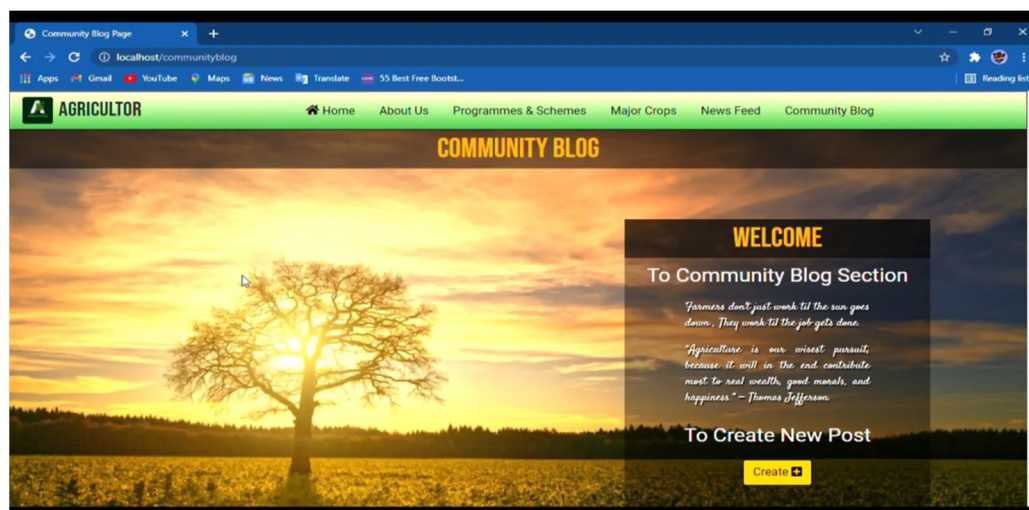 Community Blog Page
localhost/communityblog
Apps Gmail YouTube Maps News Translate 55 Best Free Bootst... Reading list
AGRICULTOR Home About Us Programmes & Schemes Major Crops News Feed Community Blog
COMMUNITY BLOG
WELCOME
To Community Blog Section
"Farmers don't just work til the sun goes
down, They work til the job gets done.
"Agriculture is our wisest pursuit,
because it will in the end contribute
most to real wealth, good morals, and
happiness." – Thomas Jefferson
To Create New Post
Create